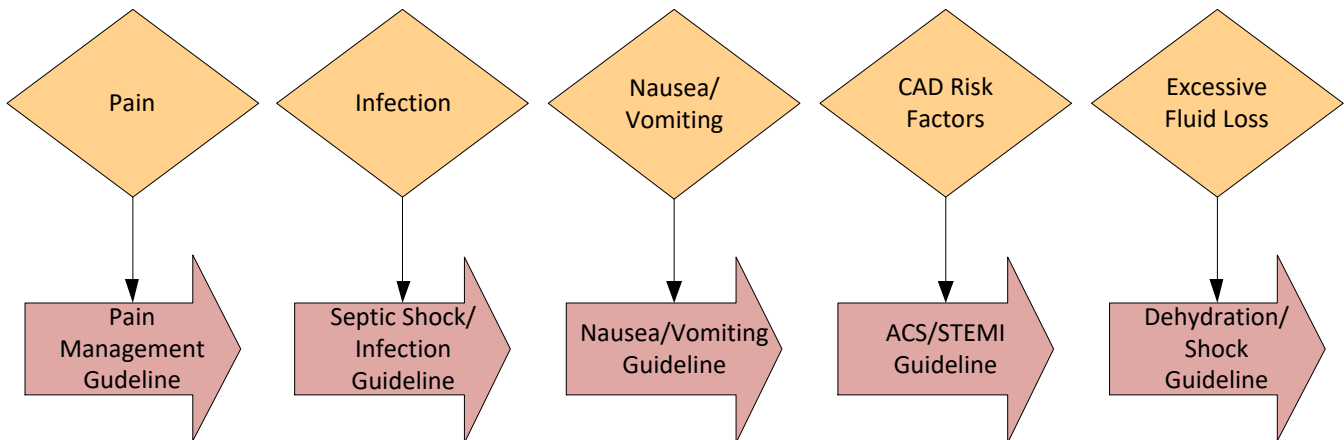 Pain
Infection
Nausea/
Vomiting
CAD Risk
Factors
Excessive
Fluid Loss
Pain
Management
Gudeline
Septic Shock/
Infection
Guideline
Nausea/Vomiting
Guideline
ACS/STEMI
Guideline
Dehydration/
Shock
Guideline